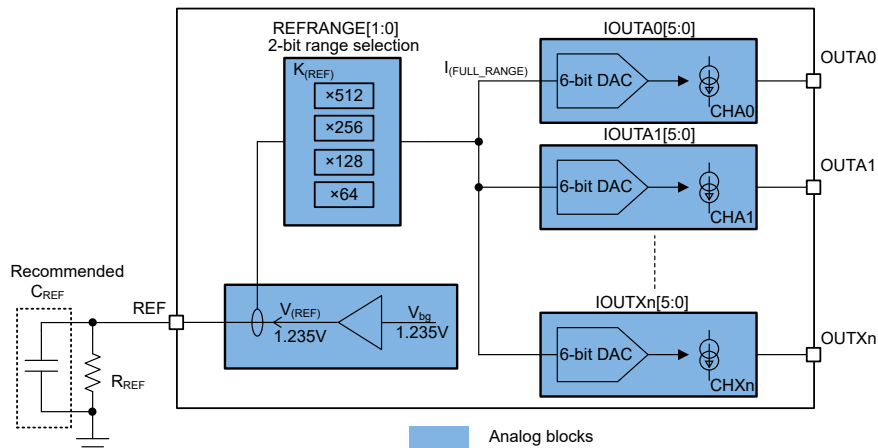 REFRANGE[1:0]
2-bit range selection
K(REF)
×512
×256
×128
×64
I(FULL_RANGE)
IOUTA0[5:0]
6-bit DAC
CHA0
OUTA0
IOUTA1[5:0]
6-bit DAC
CHA1
OUTA1
IOUTXn[5:0]
6-bit DAC
CHXn
OUTXn
Recommended
CREF
REF
RREF
V(REF)
1.235V
Vbg
1.235V
Analog blocks